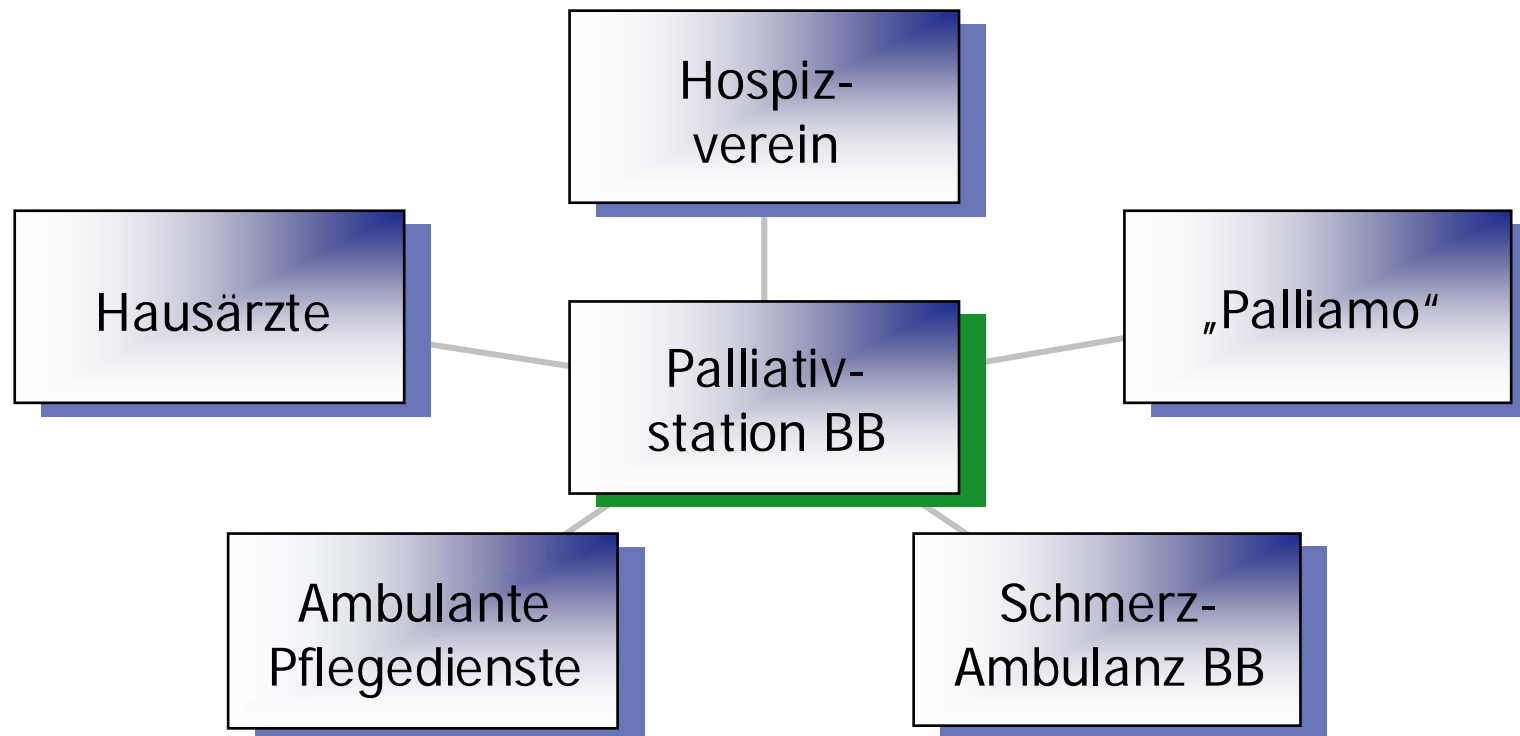 Hospiz-
verein
Hausärzte
„Palliamo“
Palliativ-
station BB
Ambulante
Pflegedienste
Schmerz-
Ambulanz BB